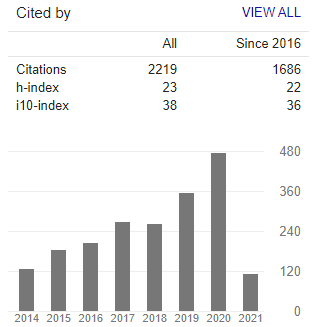 Cited by VIEW ALL
All Since 2016
Citations 2219 1686
h-index 23 22
i10-index 38 36
480
360
240
120
0
2014 2015 2016 2017 2018 2019 2020 2021